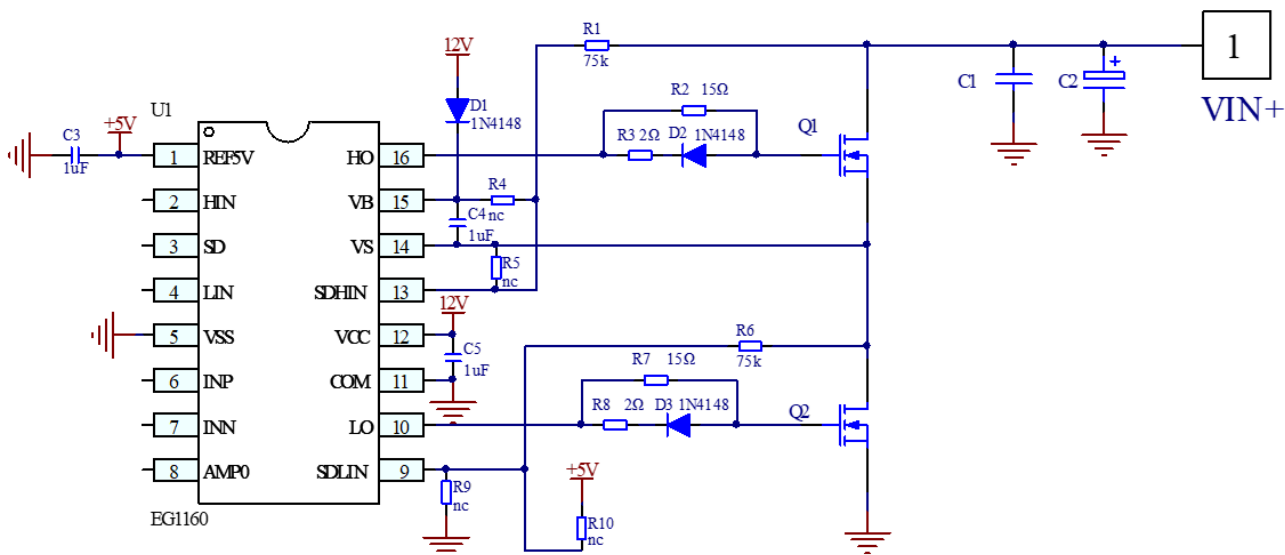 R1
75k
12V
1
VIN+
C1
C2
+
D1
1N4148
U1
+5V
C3
1uF
R2 15Ω
R3 2Ω D2 1N4148
Q1
1 REF5V HO 16
2 HIN VB 15
R4
nc
C4
1uF
3 SD VS 14
R5
nc
4 LIN SDHIN 13
12V
5 VSS VCC 12
C5
1uF
R6
75k
6 INP COM 11
R7 15Ω
R8 2Ω D3 1N4148
Q2
7 INN LO 10
8 AMP0 SDLIN 9
+5V
R9
nc
R10
nc
EG1160